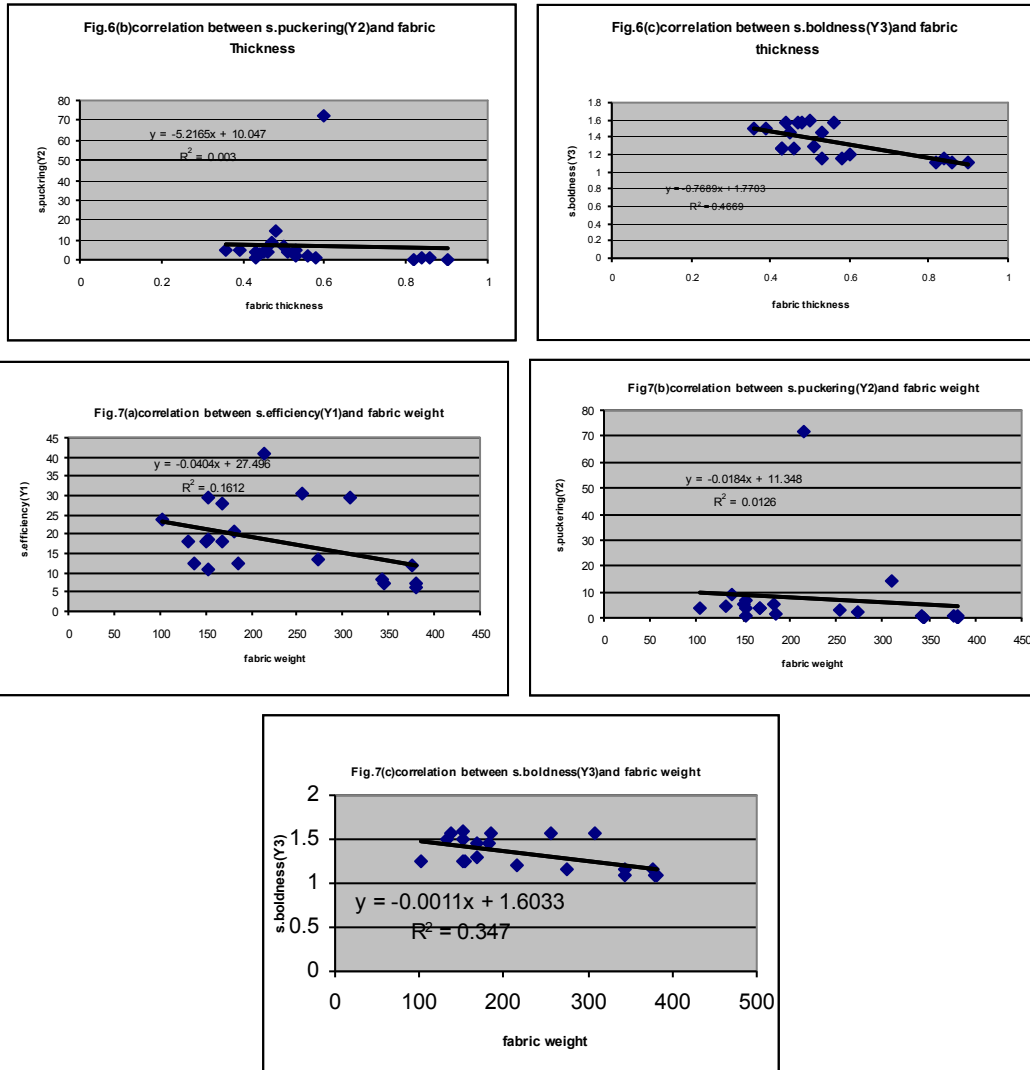 Fig.6(b)correlation between s.puckering(Y2)and fabric
Thickness
80
70
60
50
40
30
20
10
0
s.puckring(Y2)
y = -5.2165x + 10.047
R2 = 0.003
0 0.2 0.4 0.6 0.8 1
fabric thickness
Fig.6(c)correlation between s.boldness(Y3)and fabric
thickness
1.8
1.6
1.4
1.2
1
0.8
0.6
0.4
0.2
0
s.boldness(Y3)
y = -0.7689x + 1.7703
R2 = 0.4669
0 0.2 0.4 0.6 0.8 1
fabric thickness
Fig.7(a)correlation between s.efficiency(Y1)and fabric weight
45
40
35
30
25
20
15
10
5
0
s.efficiency(Y1)
y = -0.0404x + 27.496
R2 = 0.1612
0 50 100 150 200 250 300 350 400 450
fabric weight
Fig7(b)correlation between s.puckering(Y2)and fabric weight
80
70
60
50
40
30
20
10
0
s.puckering(Y2)
y = -0.0184x + 11.348
R2 = 0.0126
0 50 100 150 200 250 300 350 400 450
fabric weight
Fig.7(c)correlation between s.boldness(Y3)and fabric weight
2
1.5
1
0.5
0
s.boldness(Y3)
y = -0.0011x + 1.6033
R2 = 0.347
0 100 200 300 400 500
fabric weight